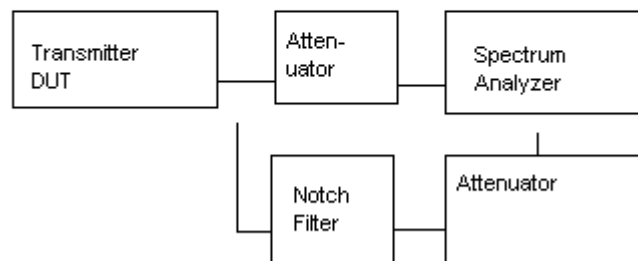 Transmitter
DUT
Atten-
uator
Spectrum
Analyzer
Notch
Filter
Attenuator